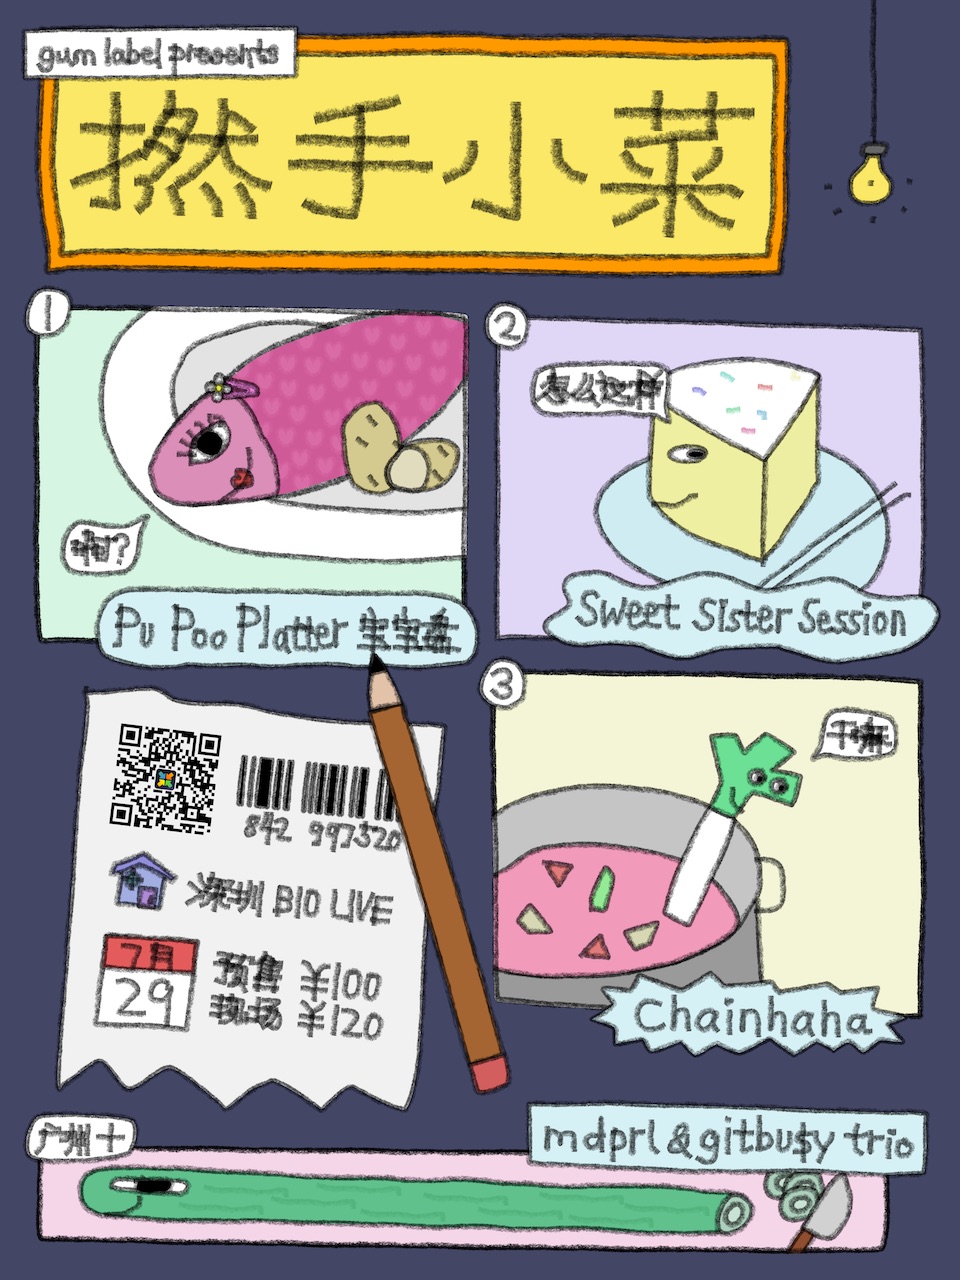 gum label presents
撚手小菜
1
啊?
Pu Poo Platter 宝宝盘
2
怎么这样
Sweet Sister Session
842 997320
深圳 B10 LIVE
7月
29
预售 ¥100
现场 ¥120
3
干嘛
Chainhaha
广州十
mdprl & gitbu$y trio